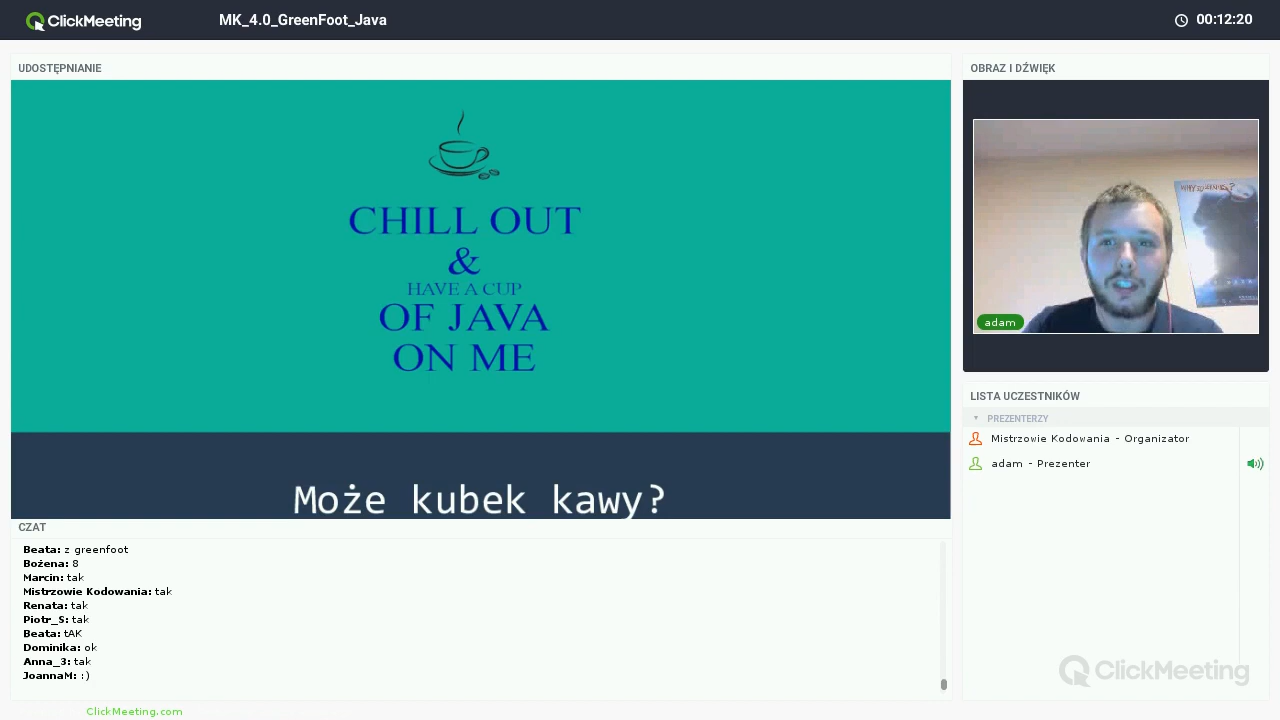 ClickMeeting
MK_4.0_GreenFoot_Java
00:12:20
UDOSTĘPNIANIE
CHILL OUT
&
HAVE A CUP
OF JAVA
ON ME
Może kubek kawy?
CZAT
Beata: z greenfoot
Bożena: 8
Marcin: tak
Mistrzowie Kodowania: tak
Renata: tak
Piotr_S: tak
Beata: tAK
Dominika: ok
Anna_3: tak
JoannaM: :)
ClickMeeting.com
OBRAZ I DŹWIĘK
adam
LISTA UCZESTNIKÓW
PREZENTERZY
Mistrzowie Kodowania - Organizator
adam - Prezenter
ClickMeeting